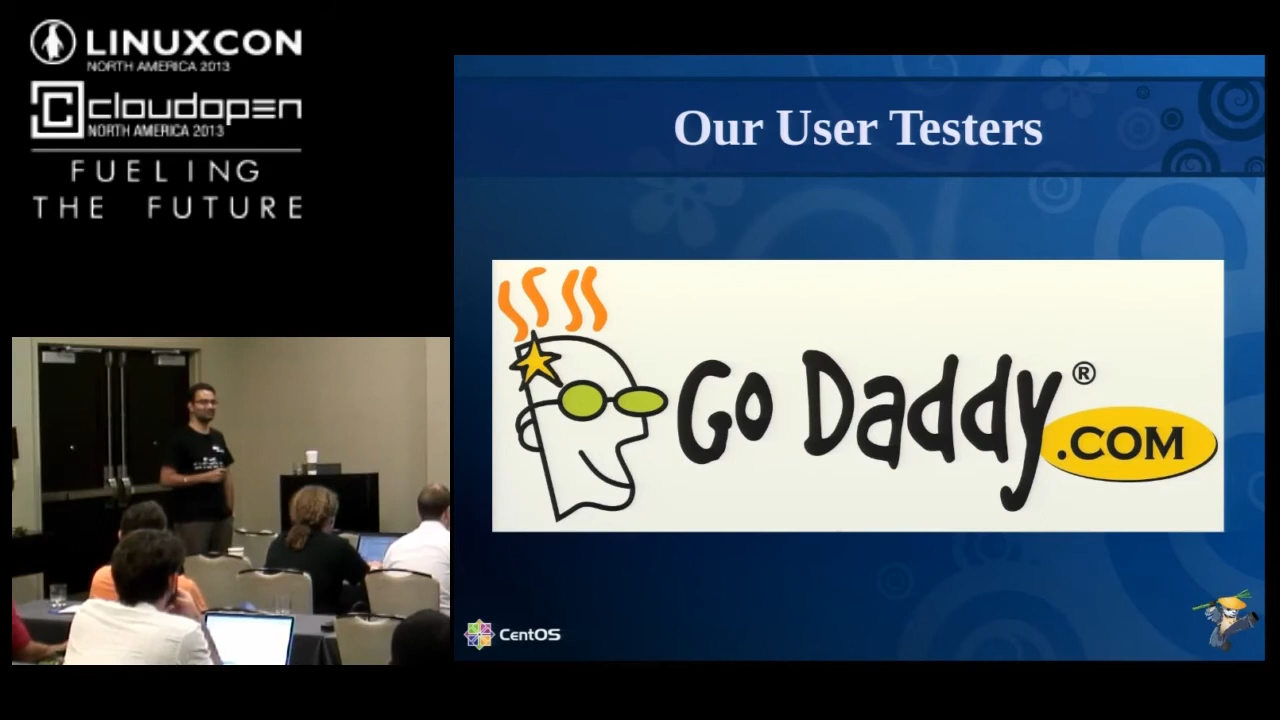 LINUXCON
NORTH AMERICA 2013
cloudopen
NORTH AMERICA 2013
FUELING
THE FUTURE
Our User Testers
Go Daddy®
.COM
CentOS